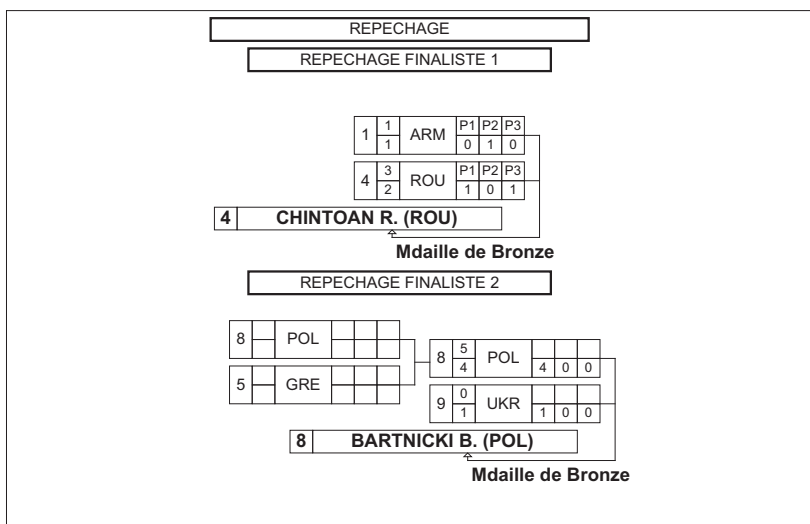 REPECHAGE
REPECHAGE FINALISTE 1
1 1 ARM P1 P2 P3
1 0 1 0
4 3 ROU P1 P2 P3
2 1 0 1
4 CHINTOAN R. (ROU)
Mdaille de Bronze
REPECHAGE FINALISTE 2
8 POL
5 GRE
8 5 POL
4 4 0 0
9 0 UKR
1 1 0 0
8 BARTNICKI B. (POL)
Mdaille de Bronze